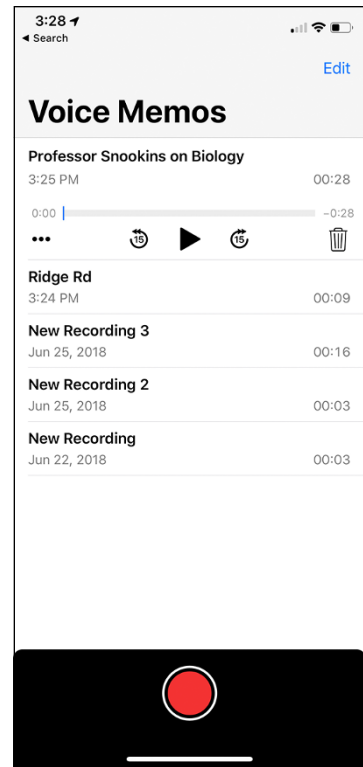 3:28
◀ Search
Edit
Voice Memos
Professor Snookins on Biology
3:25 PM 00:28
0:00 −0:28
15 15
Ridge Rd
3:24 PM 00:09
New Recording 3
Jun 25, 2018 00:16
New Recording 2
Jun 25, 2018 00:03
New Recording
Jun 22, 2018 00:03